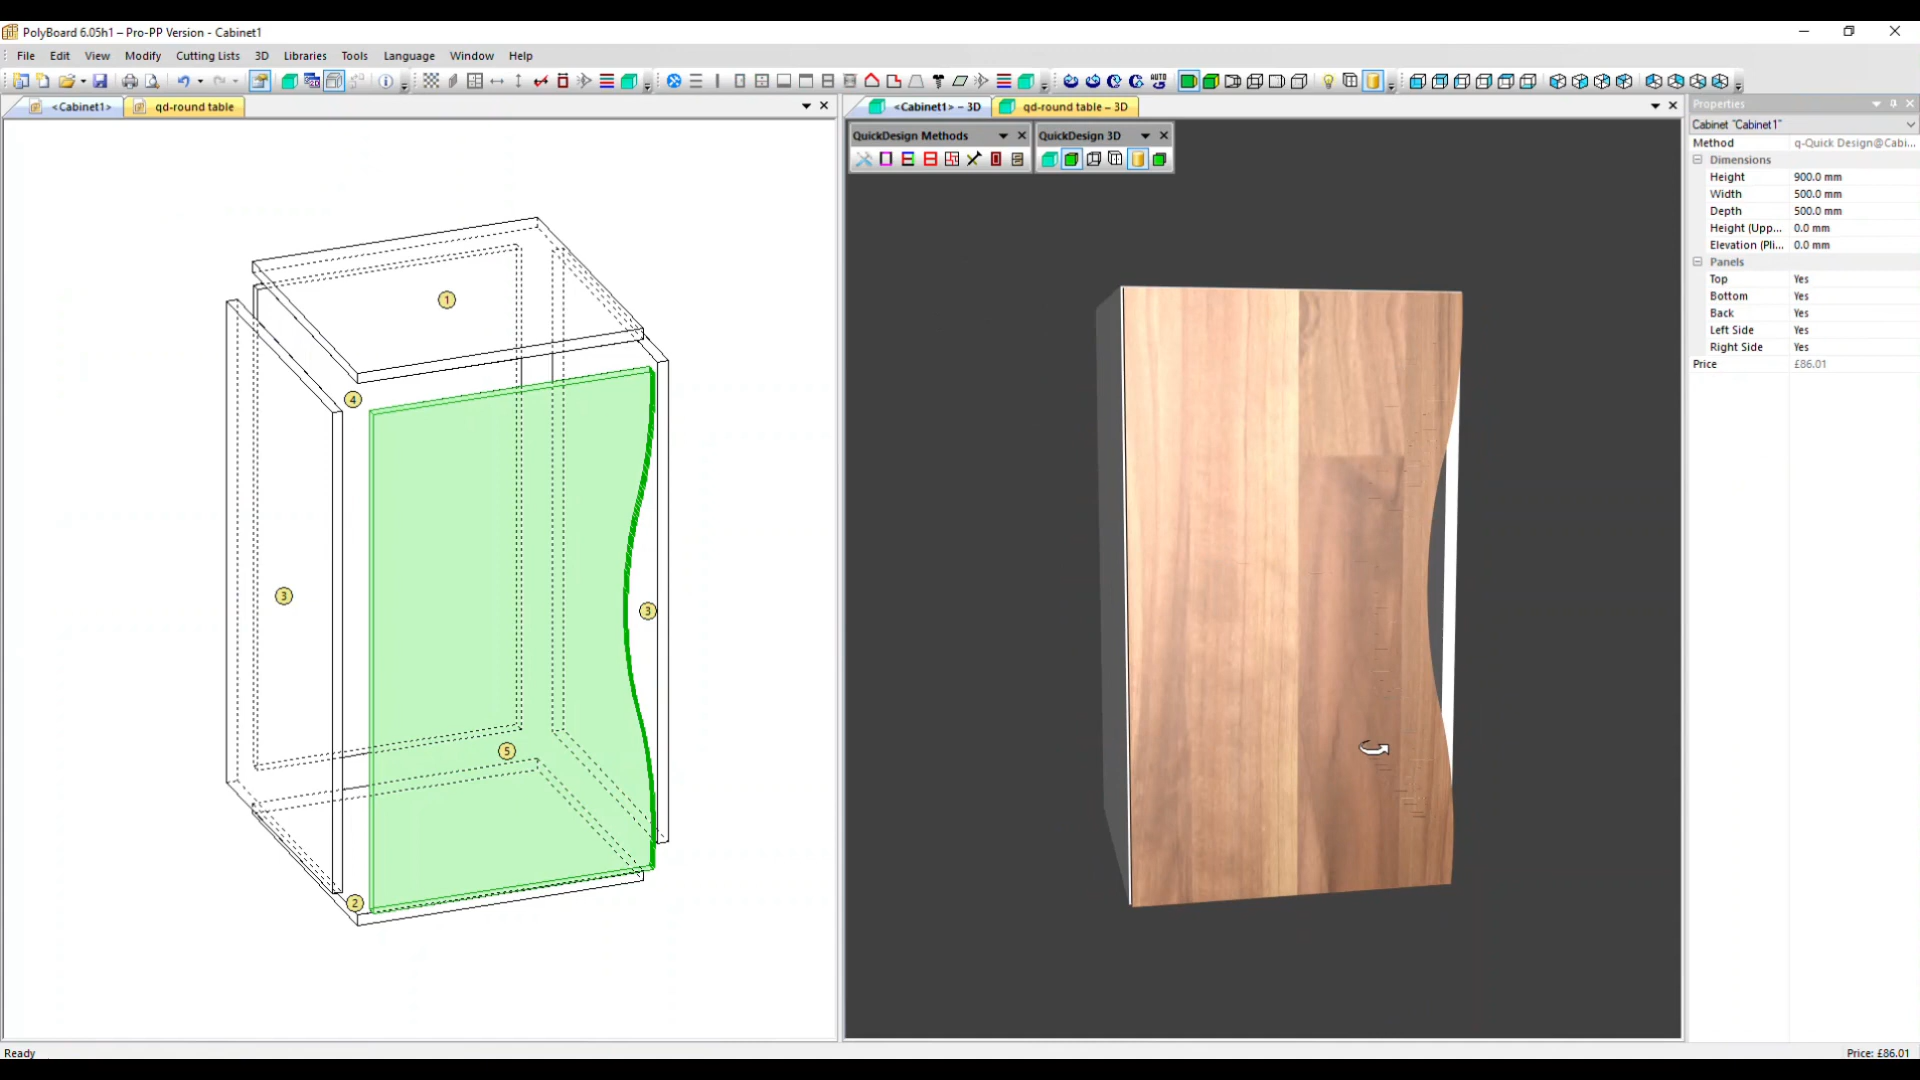 PolyBoard 6.05h1 – Pro-PP Version - Cabinet1
File Edit View Modify Cutting Lists 3D Libraries Tools Language Window Help
AUTO
<Cabinet1> qd-round table
<Cabinet1> – 3D qd-round table – 3D
Properties
QuickDesign Methods QuickDesign 3D
Cabinet "Cabinet1"
Method q-Quick Design@Cabi...
Dimensions
Height 900.0 mm
Width 500.0 mm
Depth 500.0 mm
Height (Upp... 0.0 mm
Elevation (Pli... 0.0 mm
Panels
Top Yes
Bottom Yes
Back Yes
Left Side Yes
Right Side Yes
Price £86.01
1
4
3
3
5
2
Ready
Price: £86.01